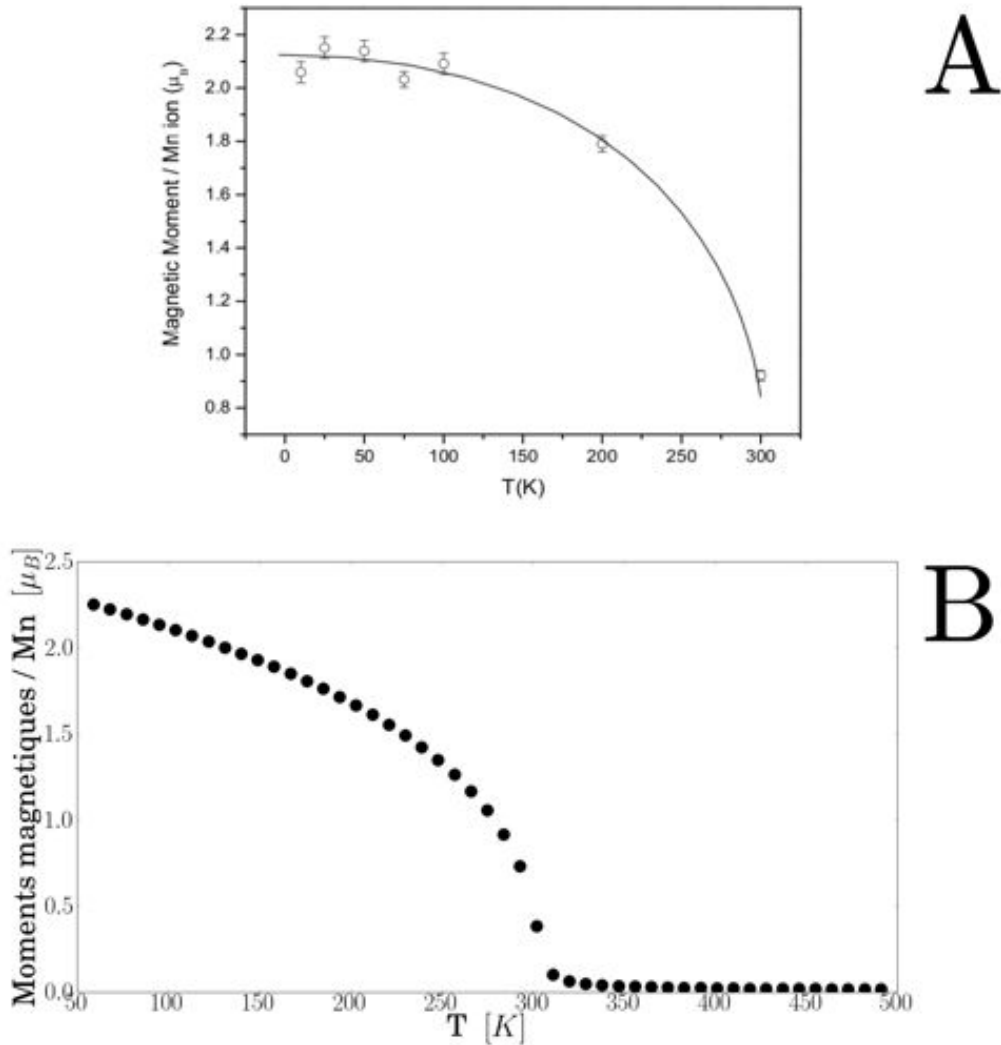 A
Magnetic Moment / Mn ion (μB)
2.2
2.0
1.8
1.6
1.4
1.2
1.0
0.8
0 50 100 150 200 250 300
T(K)
B
Moments magnetiques / Mn [μB]
2.5
2.0
1.5
1.0
0.5
0.0
50 100 150 200 250 300 350 400 450 500
T [K]